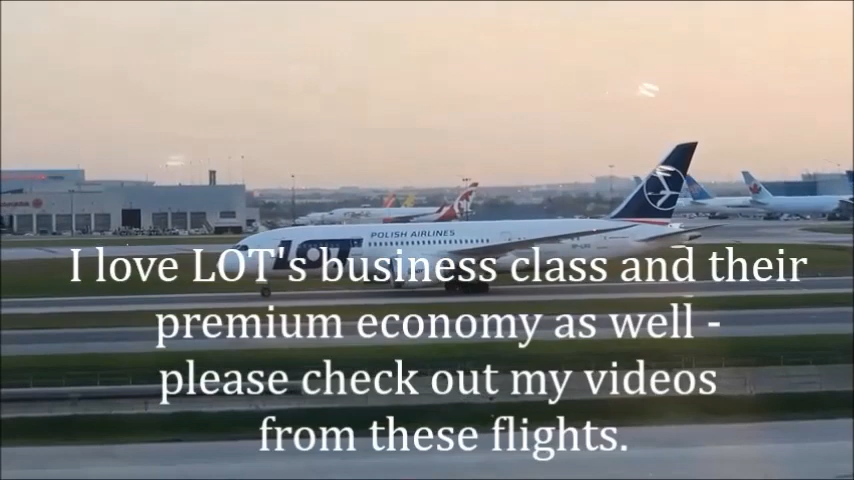 POLISH AIRLINES
LOT
I love LOT's business class and their
premium economy as well -
please check out my videos
from these flights.